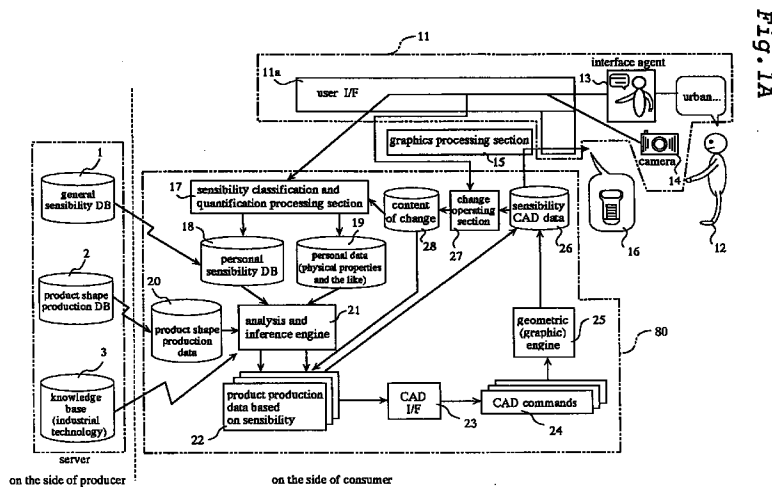 Fig. 1A
11
11a
user I/F
interface agent
13
urban...
camera
14
12
graphics processing section
15
16
1
general
sensibility DB
17
sensibility classification and
quantification processing section
content
of change
28
change
operating
section
27
sensibility
CAD data
26
18
personal
sensibility DB
19
personal data
(physical properties
and the like)
2
product shape
production DB
20
product shape
production
data
analysis and
inference engine
21
geometric
(graphic)
engine
25
80
3
knowledge
base
(industrial
technology)
product production
data based
on sensibility
22
CAD
I/F
23
CAD commands
24
server
on the side of producer
on the side of consumer